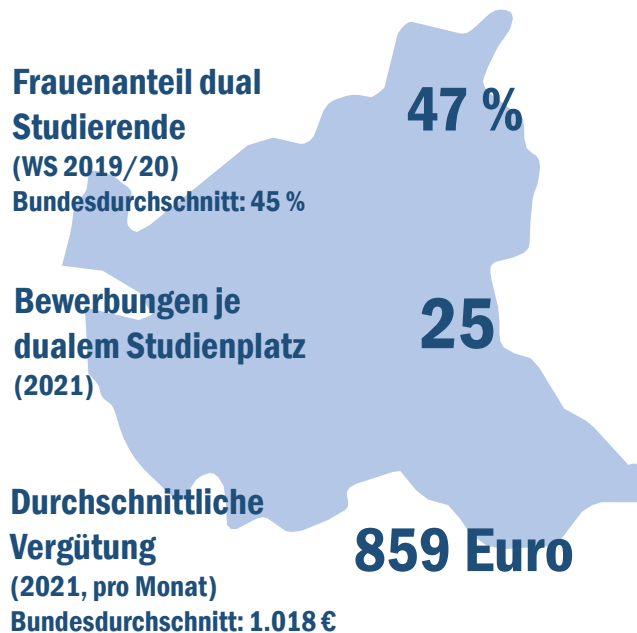 Frauenanteil dual
Studierende
(WS 2019/20)
Bundesdurchschnitt: 45 %
47 %
Bewerbungen je
dualem Studienplatz
(2021)
25
Durchschnittliche
Vergütung
(2021, pro Monat)
Bundesdurchschnitt: 1.018 €
859 Euro